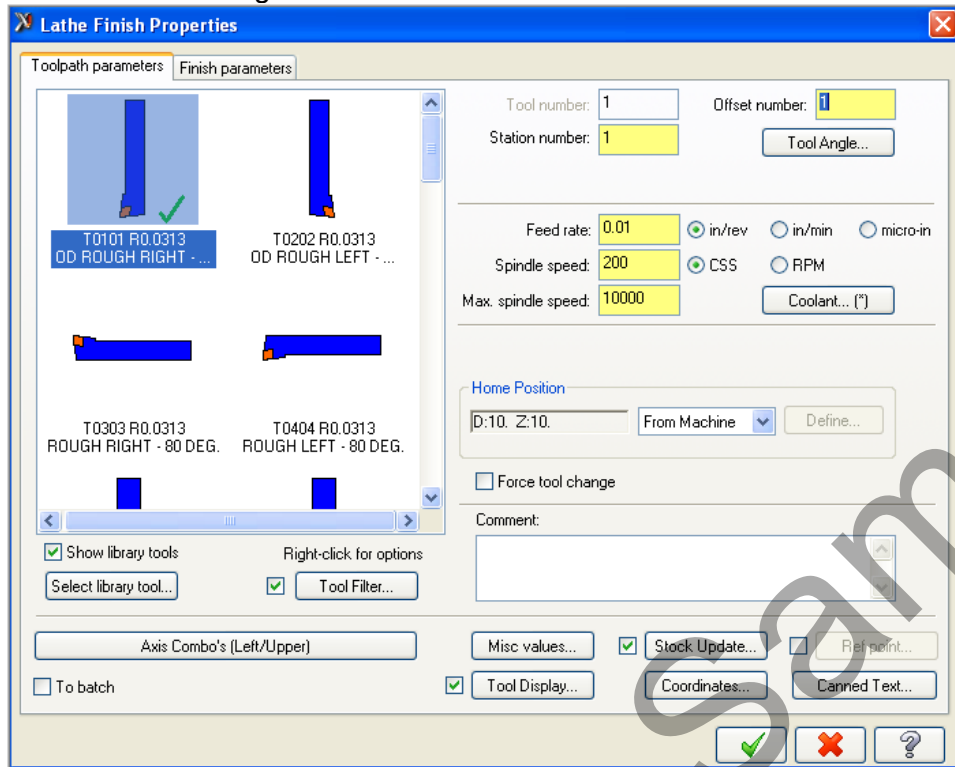 Lathe Finish Properties
Toolpath parameters Finish parameters
T0101 R0.0313
OD ROUGH RIGHT - ...
T0202 R0.0313
OD ROUGH LEFT - ...
T0303 R0.0313
ROUGH RIGHT - 80 DEG.
T0404 R0.0313
ROUGH LEFT - 80 DEG.
Show library tools
Right-click for options
Select library tool...
Tool Filter...
Axis Combo's (Left/Upper)
To batch
Tool number: 1 Offset number: 1
Station number: 1 Tool Angle...
Feed rate: 0.01 in/rev in/min micro-in
Spindle speed: 200 CSS RPM
Max. spindle speed: 10000 Coolant... (*)
Home Position
D:10. Z:10. From Machine Define...
Force tool change
Comment:
Misc values... Stock Update... Ref point...
Tool Display... Coordinates... Canned Text...
Sam